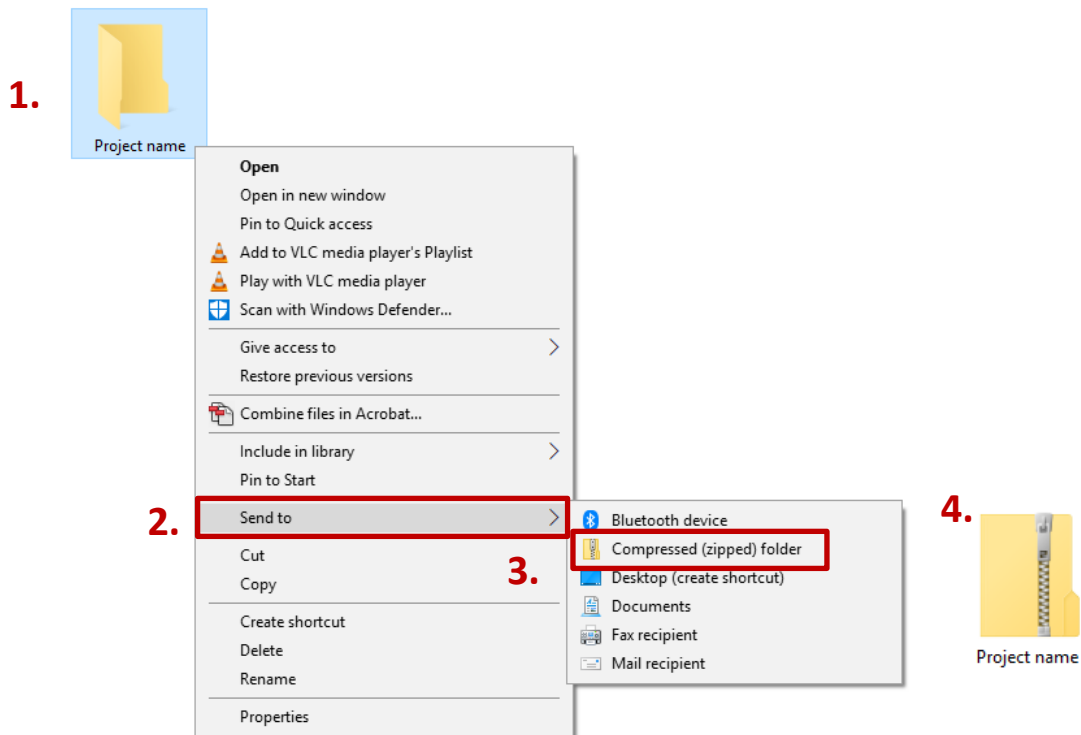 1.
Project name
Open
Open in new window
Pin to Quick access
Add to VLC media player's Playlist
Play with VLC media player
Scan with Windows Defender...
Give access to
Restore previous versions
Combine files in Acrobat...
Include in library
Pin to Start
2.
Send to
Cut
Copy
Create shortcut
Delete
Rename
Properties
3.
Bluetooth device
Compressed (zipped) folder
Desktop (create shortcut)
Documents
Fax recipient
Mail recipient
4.
Project name